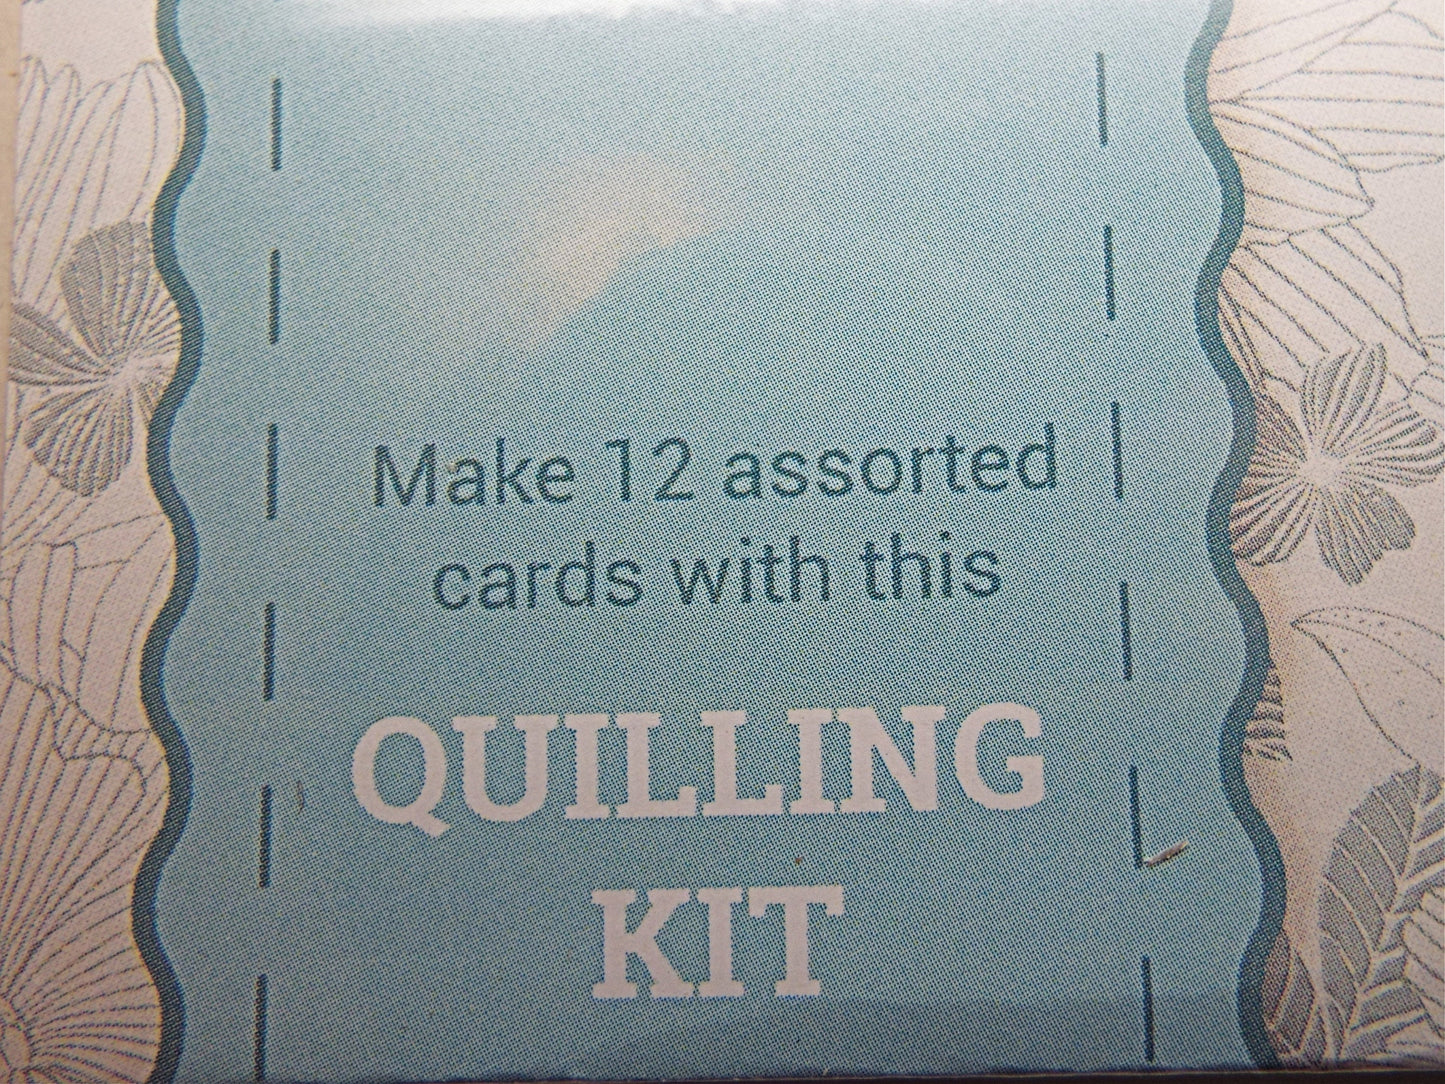 Make 12 assorted
cards with this
QUILLING
KIT